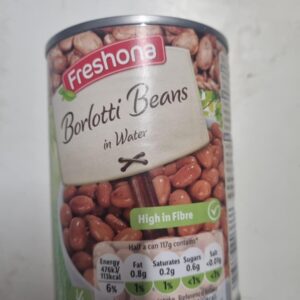 Freshona
Borlotti Beans
in Water
High in Fibre
Half a can 117g contains
Energy Fat Saturates Sugars Salt
476kJ 0.8g 0.2g 0.6g <0.01g
113kcal
6% 1% 1% <1% <1%